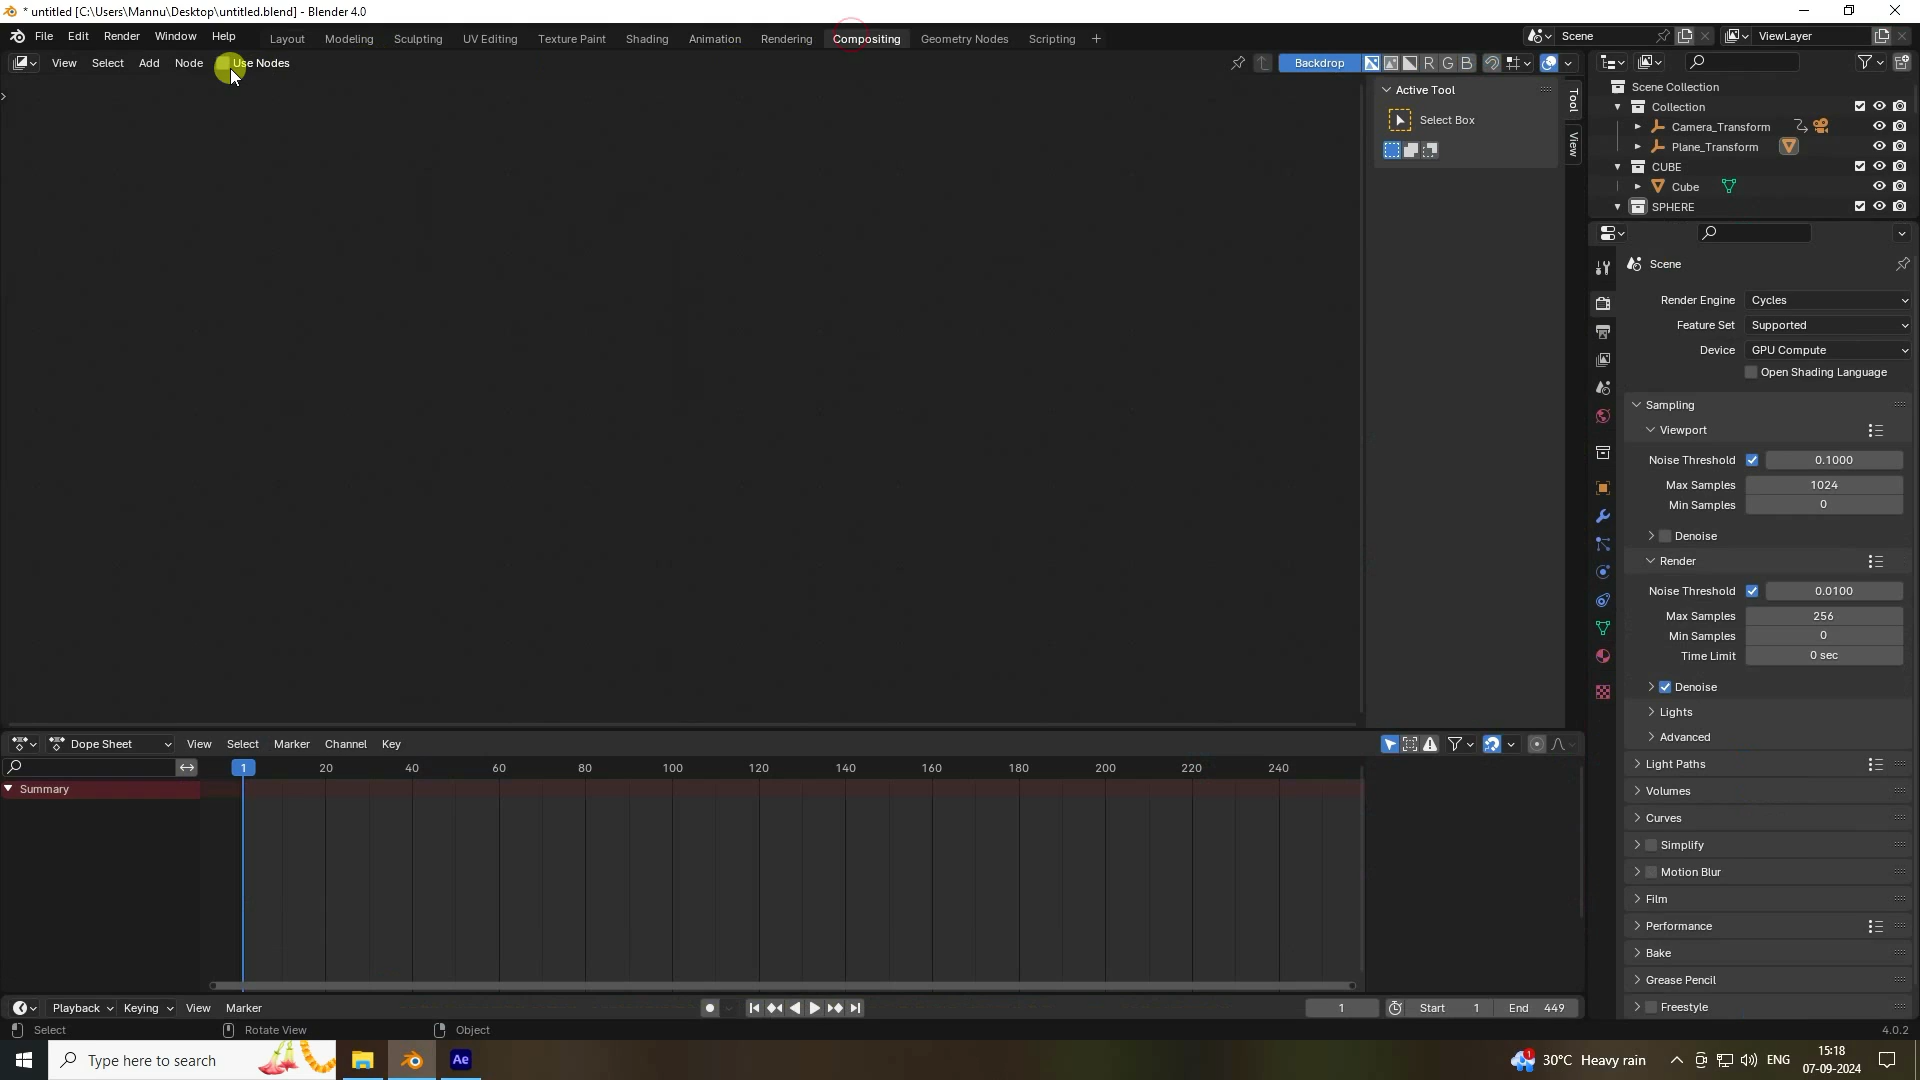 * untitled [C:\Users\Mannu\Desktop\untitled.blend] - Blender 4.0
File Edit Render Window Help Layout Modeling Sculpting UV Editing Texture Paint Shading Animation Rendering Compositing Geometry Nodes Scripting + Scene ViewLayer
View Select Add Node Use Nodes Backdrop R G B
Active Tool
Select Box
Tool
View
Scene Collection
Collection
Camera_Transform
Plane_Transform
CUBE
Cube
SPHERE
Scene
Render Engine Cycles
Feature Set Supported
Device GPU Compute
Open Shading Language
Sampling
Viewport
Noise Threshold 0.1000
Max Samples 1024
Min Samples 0
Denoise
Render
Noise Threshold 0.0100
Max Samples 256
Min Samples 0
Time Limit 0 sec
Denoise
Lights
Advanced
Light Paths
Volumes
Curves
Simplify
Motion Blur
Film
Performance
Bake
Grease Pencil
Freestyle
Dope Sheet View Select Marker Channel Key
1 20 40 60 80 100 120 140 160 180 200 220 240
Summary
Playback Keying View Marker 1 Start 1 End 449
Select Rotate View Object 4.0.2
Type here to search Ae 1 30°C Heavy rain ENG 15:18
07-09-2024